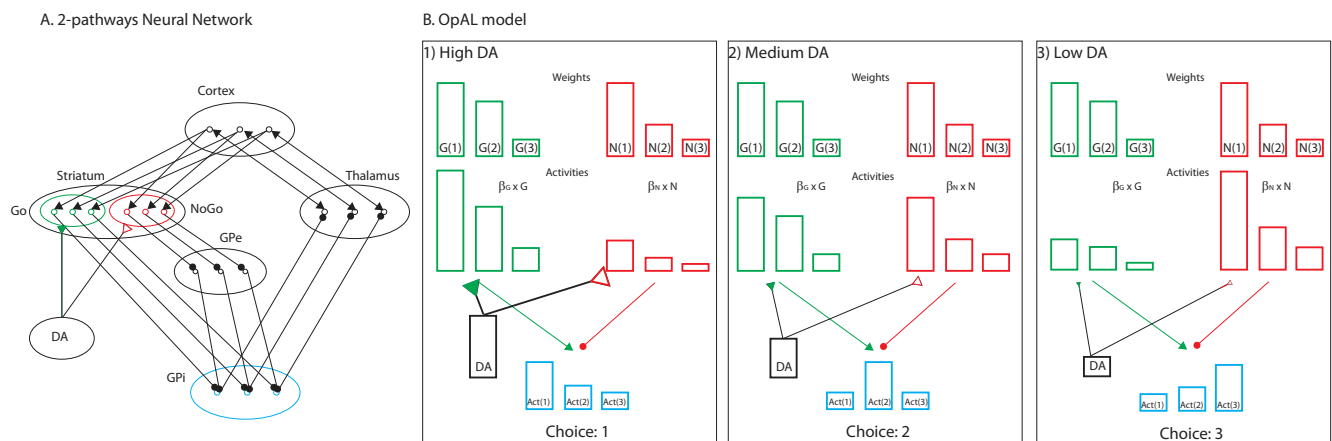 A. 2-pathways Neural Network
Cortex
Striatum
Thalamus
Go
NoGo
GPe
DA
GPi
B. OpAL model
1) High DA
Weights
G(1) G(2) G(3) N(1) N(2) N(3)
Activities
βG x G βN x N
DA
Act(1) Act(2) Act(3)
Choice: 1
2) Medium DA
Weights
G(1) G(2) G(3) N(1) N(2) N(3)
Activities
βG x G βN x N
DA
Act(1) Act(2) Act(3)
Choice: 2
3) Low DA
Weights
G(1) G(2) G(3) N(1) N(2) N(3)
Activities
βG x G βN x N
DA
Act(1) Act(2) Act(3)
Choice: 3